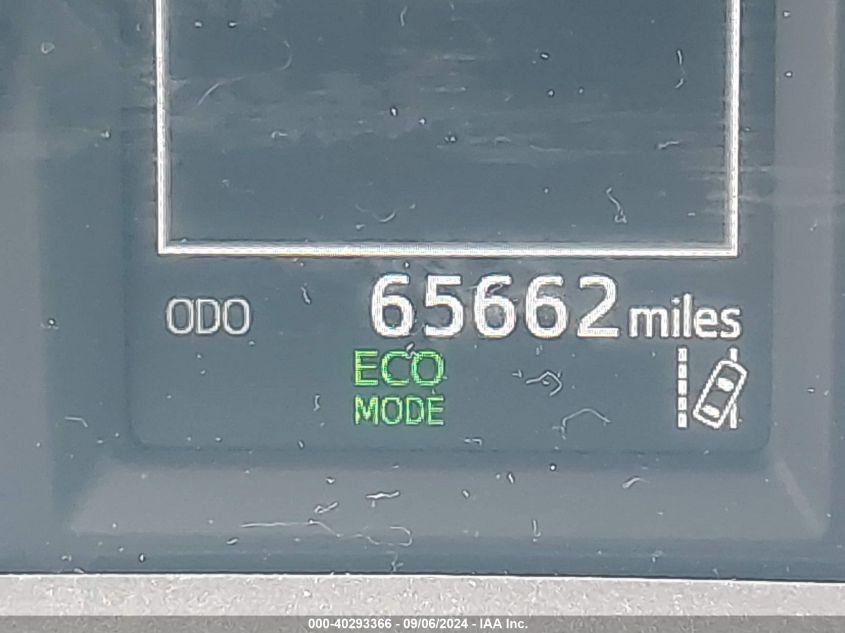 ODO 65662 miles
ECO
MODE
000-40293366 - 09/06/2024 - IAA Inc.